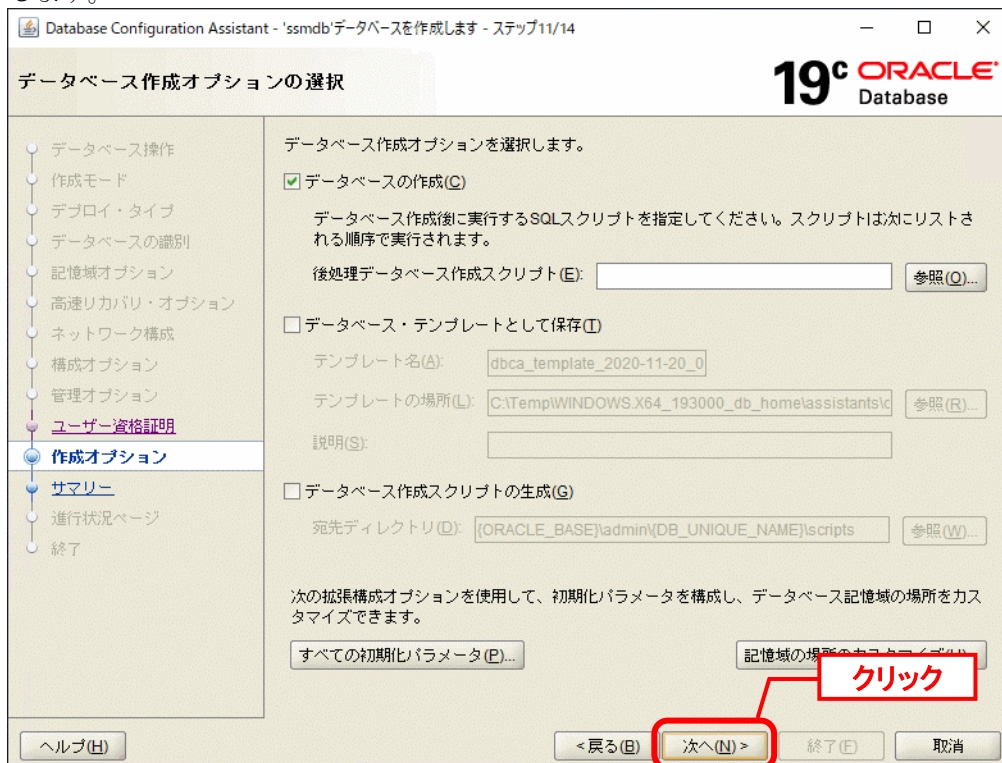 Database Configuration Assistant - 'ssmdb'データベースを作成します - ステップ11/14
データベース作成オプションの選択
19c ORACLE Database
データベース操作
作成モード
デプロイ・タイプ
データベースの識別
記憶域オプション
高速リカバリ・オプション
ネットワーク構成
構成オプション
管理オプション
ユーザー資格証明
作成オプション
サマリー
進行状況ページ
終了
データベース作成オプションを選択します。
データベースの作成(C)
データベース作成後に実行するSQLスクリプトを指定してください。スクリプトは次にリストさ
れる順序で実行されます。
後処理データベース作成スクリプト(E):
参照(O)...
データベース・テンプレートとして保存(T)
テンプレート名(A): dbca_template_2020-11-20_0
テンプレートの場所(L): C:\Temp\WINDOWS.X64_193000_db_home\assistants\d 参照(R)...
説明(S):
データベース作成スクリプトの生成(G)
宛先ディレクトリ(D): {ORACLE_BASE}\admin\{DB_UNIQUE_NAME}\scripts 参照(W)...
次の拡張構成オプションを使用して、初期化パラメータを構成し、データベース記憶域の場所をカス
タマイズできます。
すべての初期化パラメータ(P)...
記憶域の場所の
クリック
ヘルプ(H)
<戻る(B)
次へ(N)>
終了(F)
取消